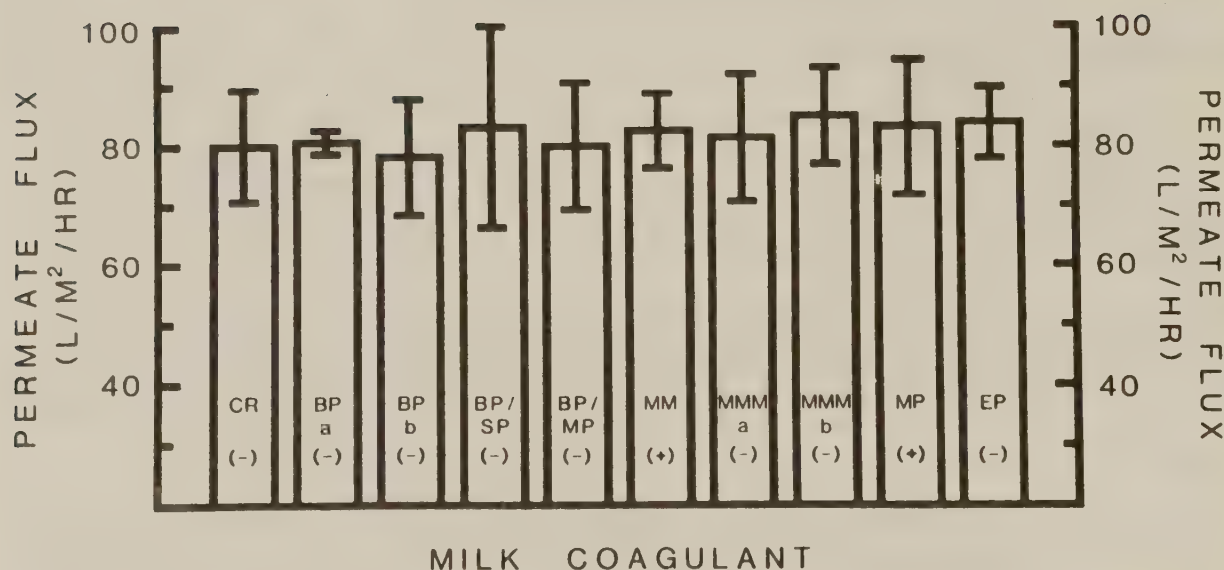 PERMEATE FLUX
(L/M²/HR)
100
80
60
40
CR
(-)
BP
a
(-)
BP
b
(-)
BP/
SP
(-)
BP/
MP
(-)
MM
(+)
MMM
a
(-)
MMM
b
(-)
MP
(+)
EP
(-)
100
80
60
40
PERMEATE FLUX
(L/M²/HR)
MILK COAGULANT